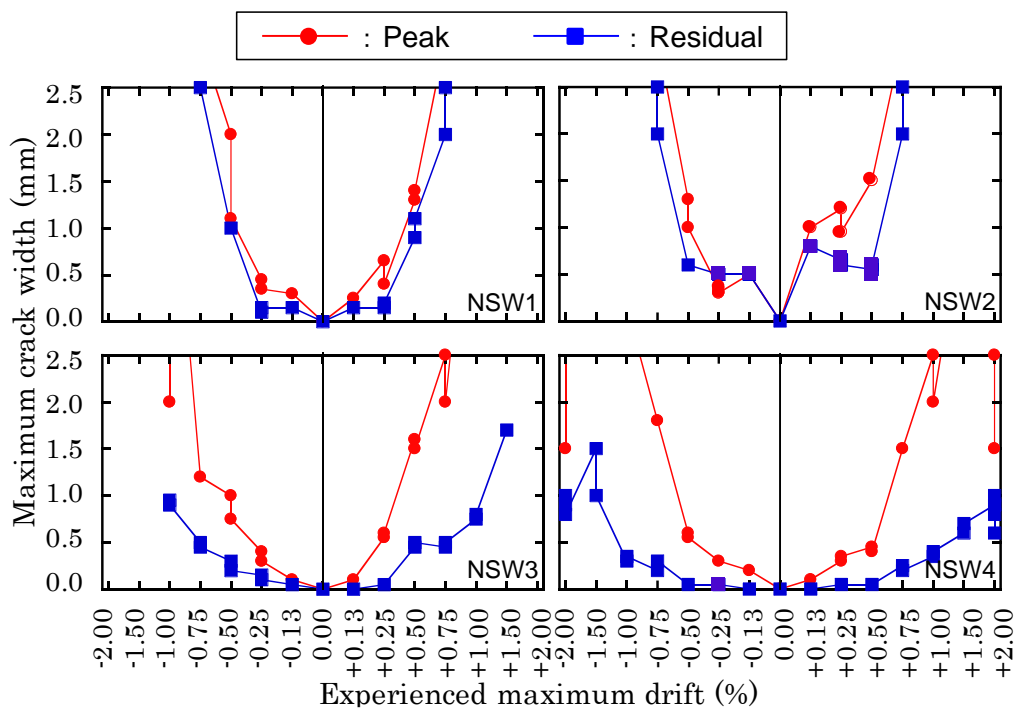 : Peak : Residual
Maximum crack width (mm)
2.5
2.0
1.5
1.0
0.5
0.0
NSW1
NSW2
2.5
2.0
1.5
1.0
0.5
0.0
NSW3
NSW4
-2.00 -1.50 -1.00 -0.75 -0.50 -0.25 -0.13 0.00 +0.13 +0.25 +0.50 +0.75 +1.00 +1.50 +2.00
-2.00 -1.50 -1.00 -0.75 -0.50 -0.25 -0.13 0.00 +0.13 +0.25 +0.50 +0.75 +1.00 +1.50 +2.00
Experienced maximum drift (%)